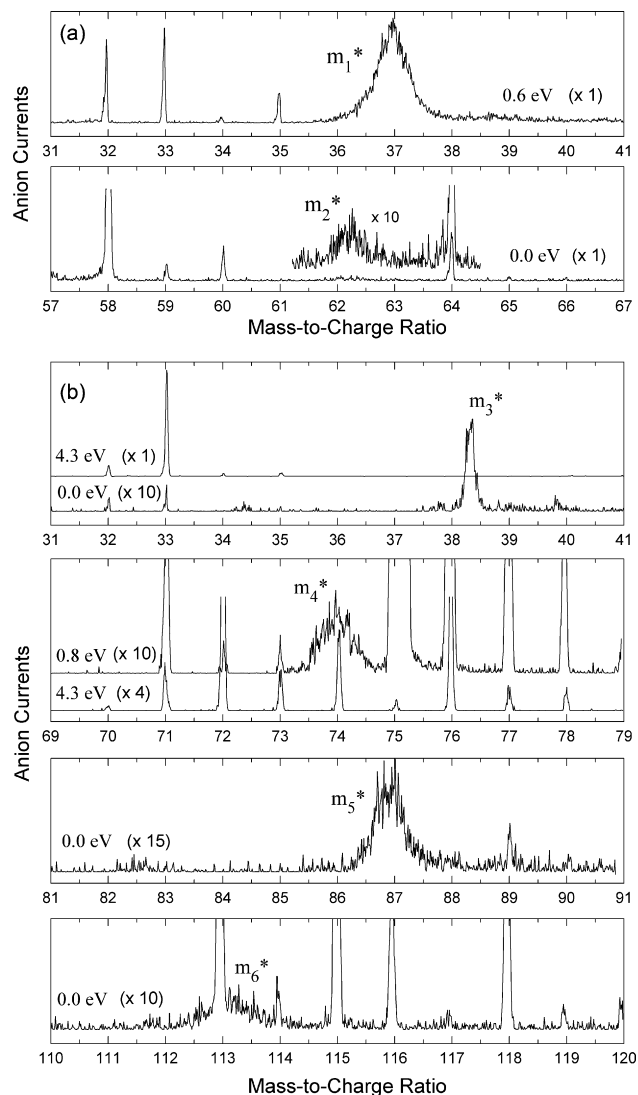 (a)
m1*
0.6 eV (x 1)
31 32 33 34 35 36 37 38 39 40 41
m2*
x 10
0.0 eV (x 1)
57 58 59 60 61 62 63 64 65 66 67
Anion Currents
Mass-to-Charge Ratio
(b)
m3*
4.3 eV (x 1)
0.0 eV (x 10)
31 32 33 34 35 36 37 38 39 40 41
m4*
0.8 eV (x 10)
4.3 eV (x 4)
69 70 71 72 73 74 75 76 77 78 79
Anion Currents
m5*
0.0 eV (x 15)
81 82 83 84 85 86 87 88 89 90 91
m6*
0.0 eV (x 10)
110 111 112 113 114 115 116 117 118 119 120
Mass-to-Charge Ratio